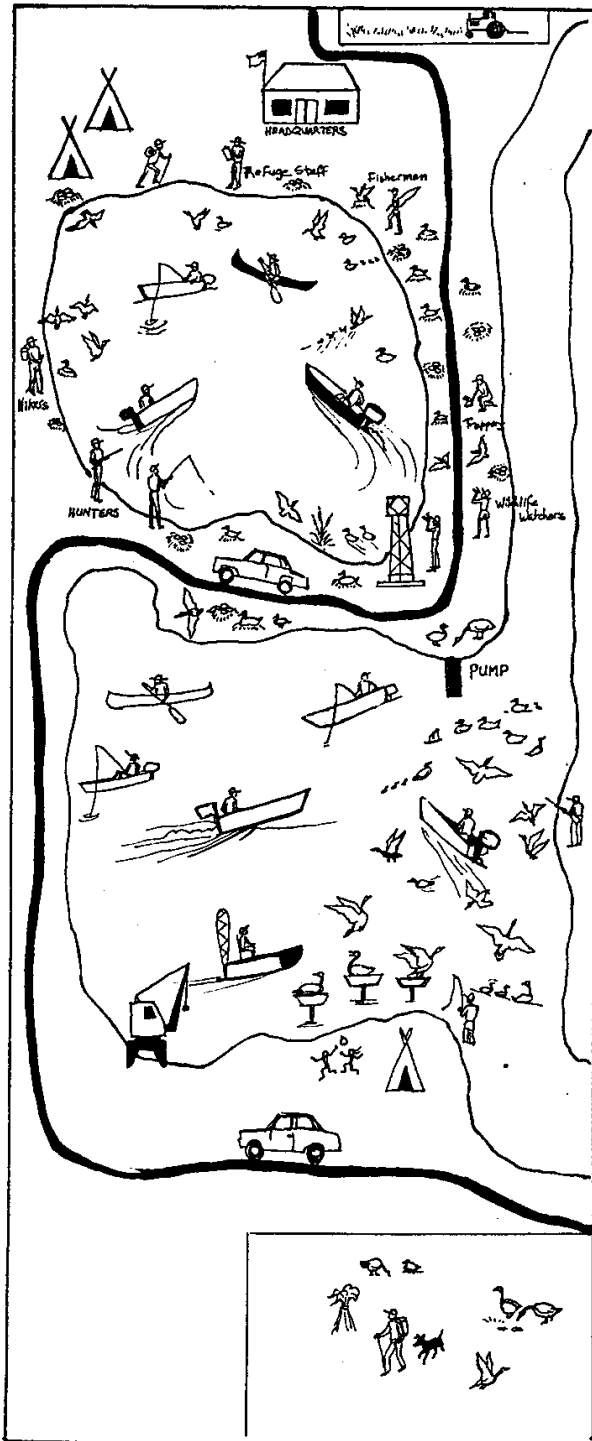 HEADQUARTERS
Refuge Staff
Fisherman
Hikers
Trapper
HUNTERS
Wildlife
Watchers
PUMP